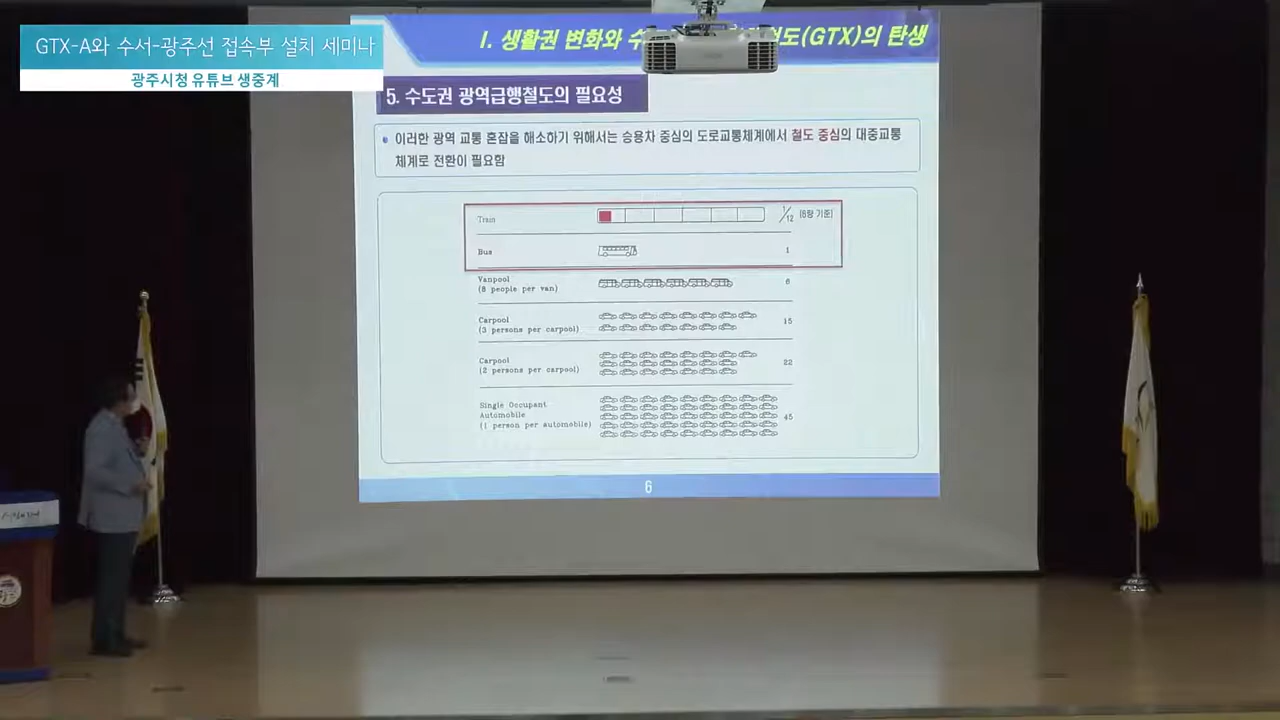 GTX-A와 수서-광주선 접속부 설치 세미나
광주시청 유튜브 생중계
I. 생활권 변화와 수 도(GTX)의 탄생
5. 수도권 광역급행철도의 필요성
이러한 광역 교통 혼잡을 해소하기 위해서는 승용차 중심의 도로교통체계에서 철도 중심의 대중교통
체계로 전환이 필요함
Train 1/12 (6량 기준)
Bus 1
Vanpool
(8 people per van) 6
Carpool
(3 persons per carpool) 15
Carpool
(2 persons per carpool) 22
Single Occupant
Automobile
(1 person per automobile) 45
6